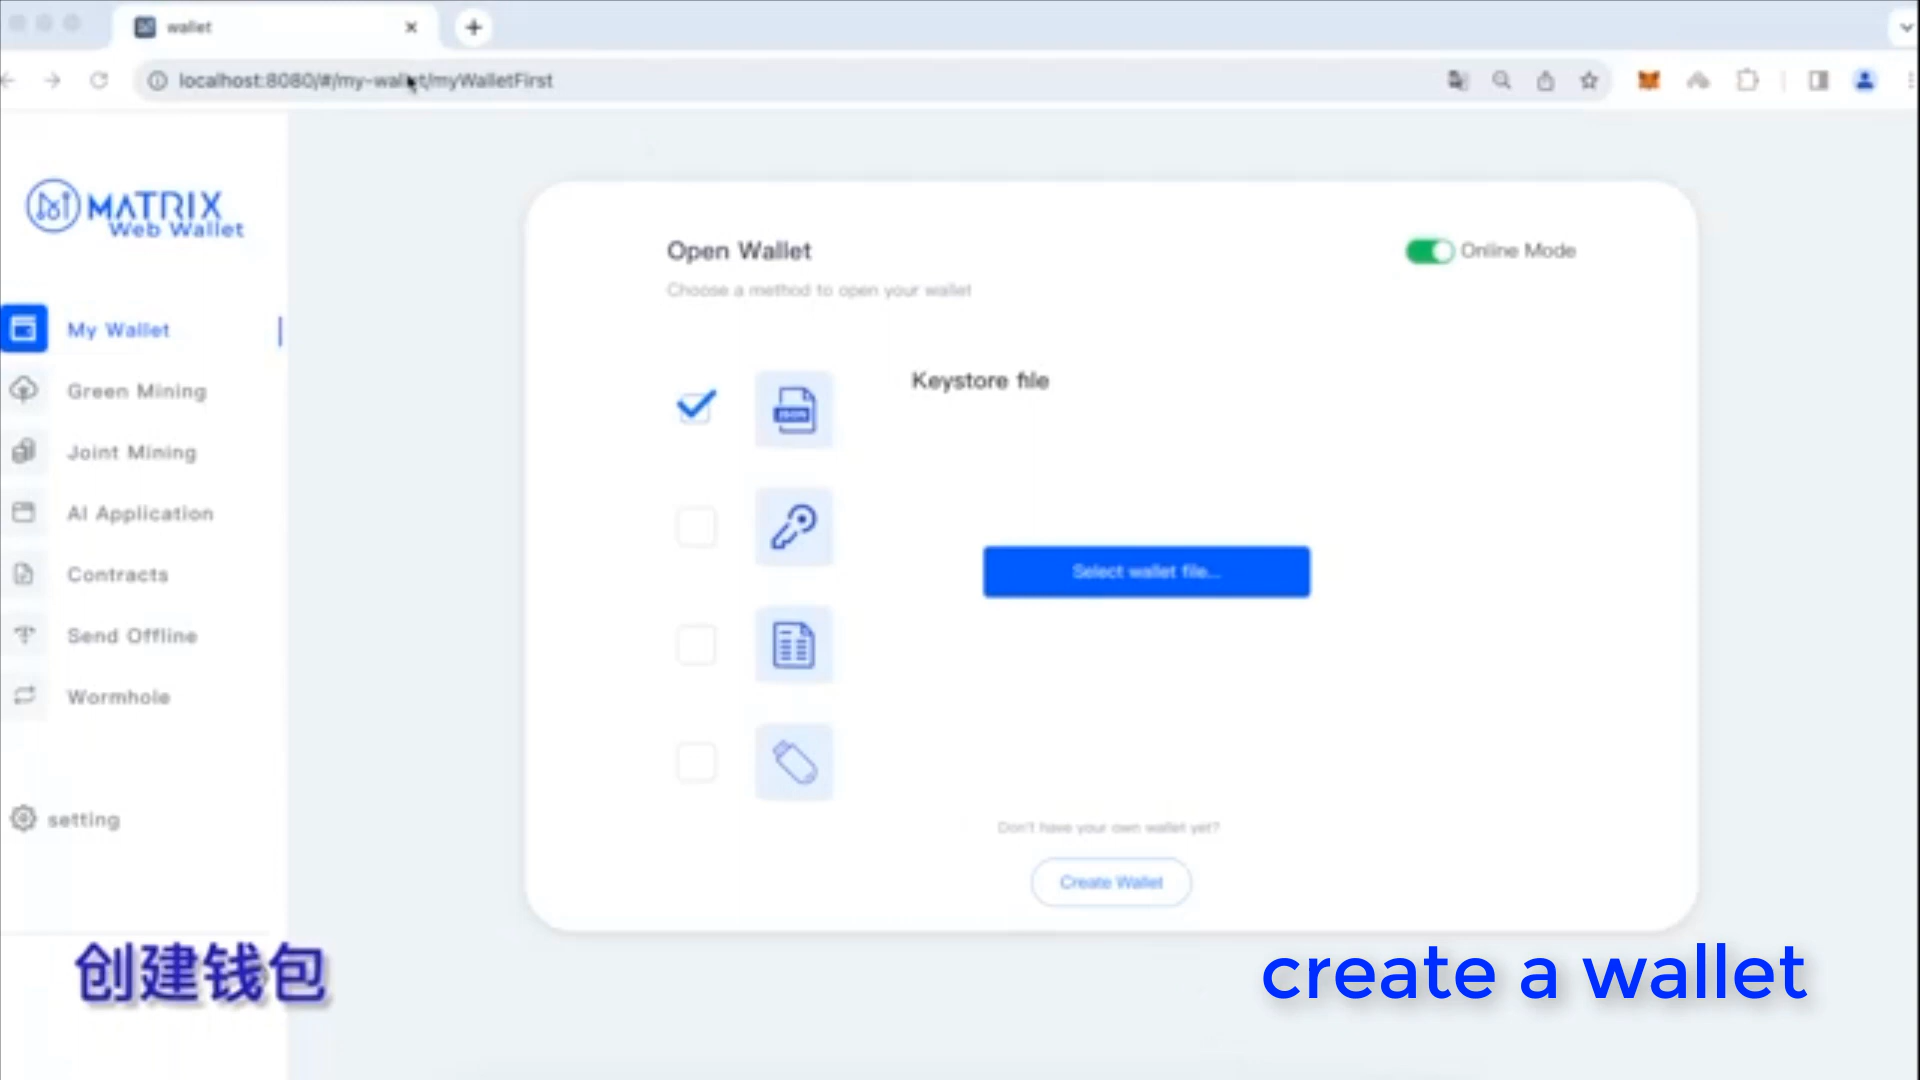 wallet
localhost:8080/#/my-wallet/myWalletFirst
MATRIX
Web Wallet
My Wallet
Green Mining
Joint Mining
AI Application
Contracts
Send Offline
Wormhole
setting
Open Wallet
Online Mode
Choose a method to open your wallet
Keystore file
JSON
Select wallet file...
Don't have your own wallet yet?
Create Wallet
创建钱包
create a wallet